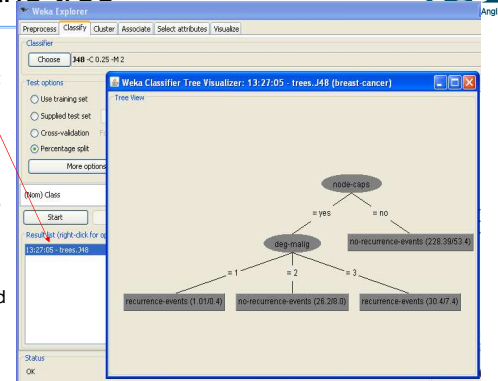 Angl
Weka Explorer
Preprocess Classify Cluster Associate Select attributes Visualize
Classifier
Choose J48 -C 0.25 -M 2
Test options
Use training set
Supplied test set
Cross-validation
Percentage split
More options
(Nom) Class
Start
Result list (right-click for op
13:27:05 - trees.J48
Status
OK
Weka Classifier Tree Visualizer: 13:27:05 - trees.J48 (breast-cancer)
Tree View
node-caps
= yes = no
deg-malig no-recurrence-events (228.39/53.4)
= 1 = 2 = 3
recurrence-events (1.01/0.4) no-recurrence-events (26.2/8.0) recurrence-events (30.4/7.4)